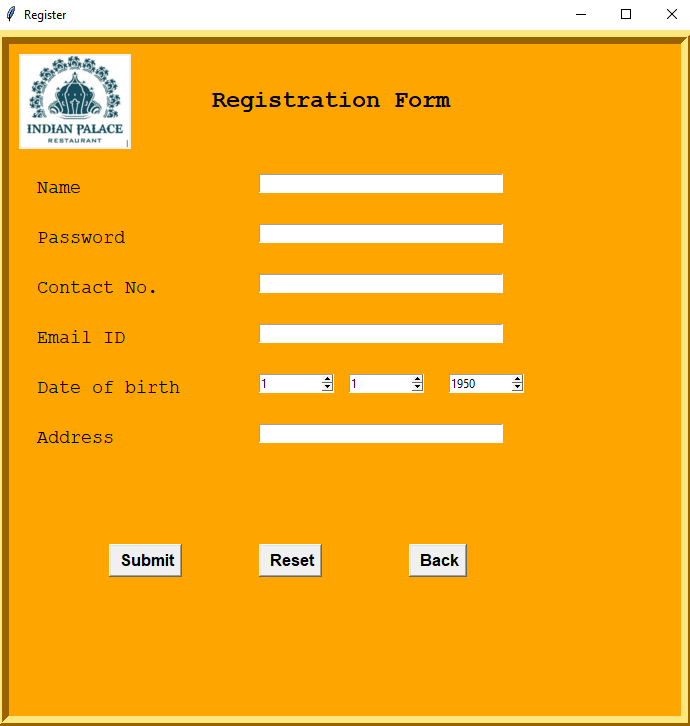 Register
INDIAN PALACE
RESTAURANT
Registration Form
Name
Password
Contact No.
Email ID
Date of birth 1 1 1950
Address
Submit Reset Back